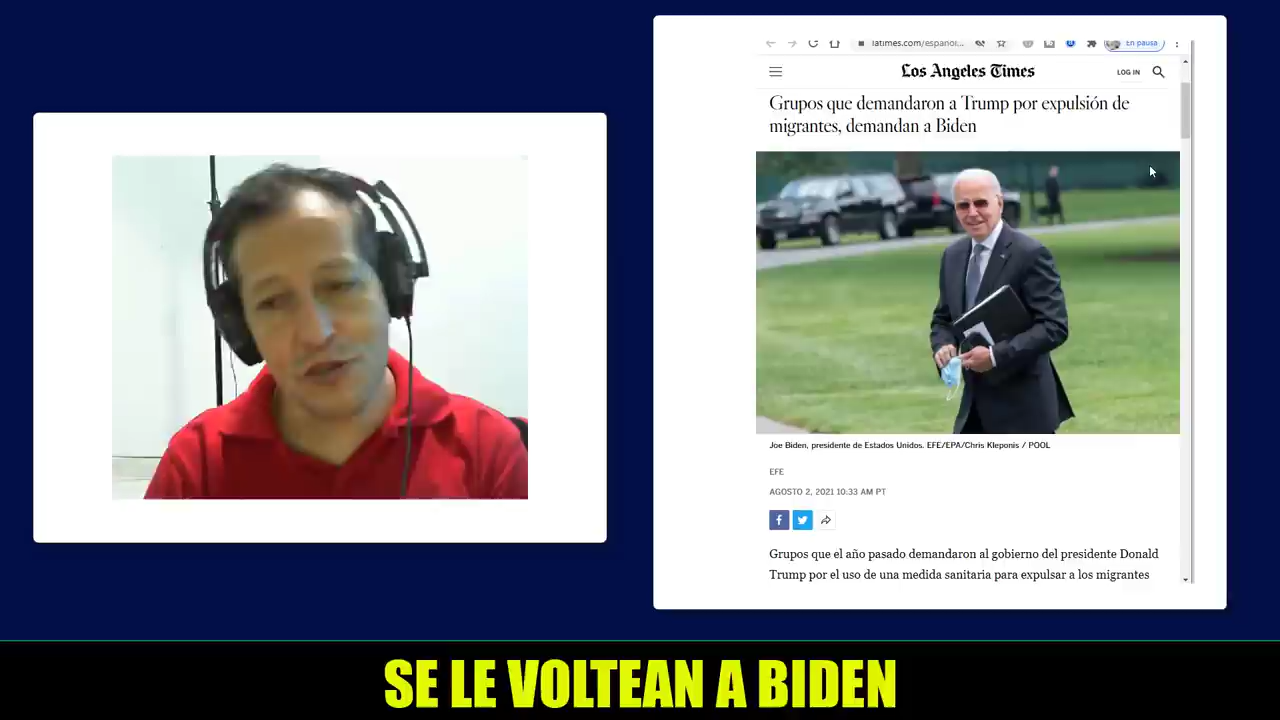 latimes.com/español...
En pausa
Los Angeles Times
LOG IN
Grupos que demandaron a Trump por expulsión de
migrantes, demandan a Biden
Joe Biden, presidente de Estados Unidos. EFE/EPA/Chris Kleponis / POOL
EFE
AGOSTO 2, 2021 10:33 AM PT
Grupos que el año pasado demandaron al gobierno del presidente Donald
Trump por el uso de una medida sanitaria para expulsar a los migrantes
SE LE VOLTEAN A BIDEN